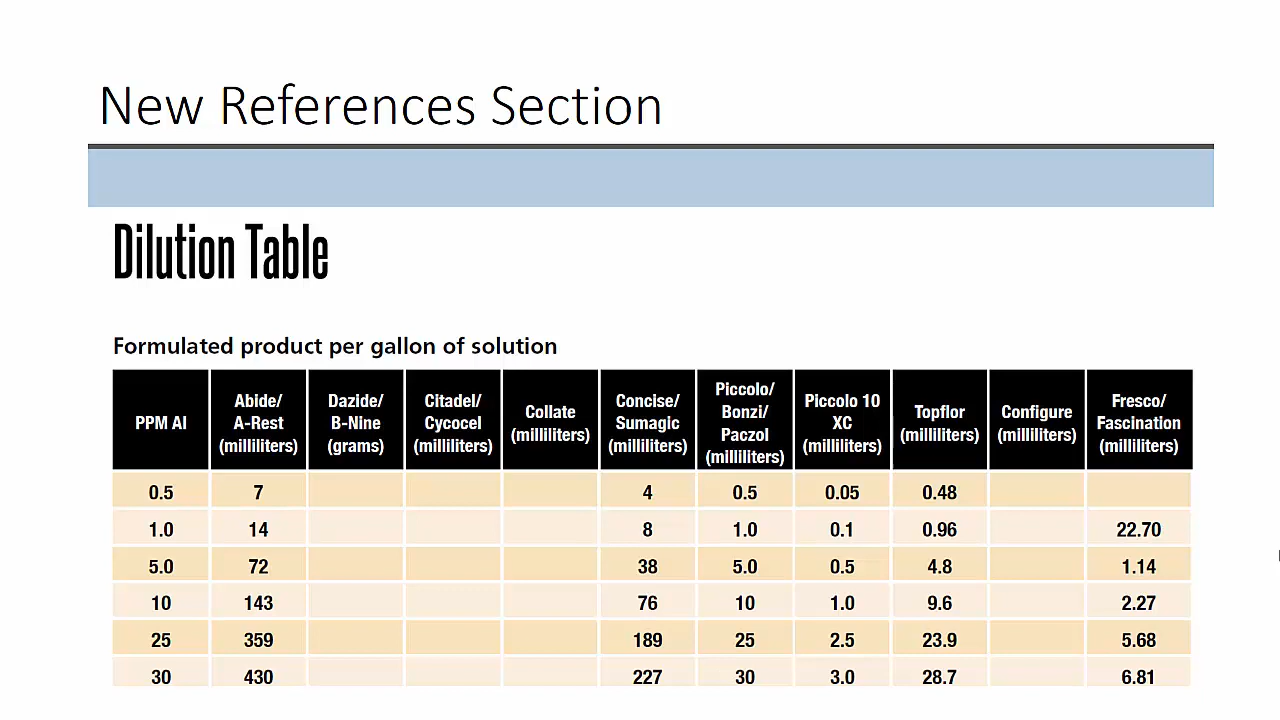 New References Section
Dilution Table
Formulated product per gallon of solution
PPM AI Abide/ A-Rest (milliliters) Dazide/ B-Nine (grams) Citadel/ Cycocel (milliliters) Collate (milliliters) Concise/ Sumagic (milliliters) Piccolo/ Bonzi/ Paczol (milliliters) Piccolo 10 XC (milliliters) Topflor (milliliters) Configure (milliliters) Fresco/ Fascination (milliliters)
0.5 7 4 0.5 0.05 0.48
1.0 14 8 1.0 0.1 0.96 22.70
5.0 72 38 5.0 0.5 4.8 1.14
10 143 76 10 1.0 9.6 2.27
25 359 189 25 2.5 23.9 5.68
30 430 227 30 3.0 28.7 6.81